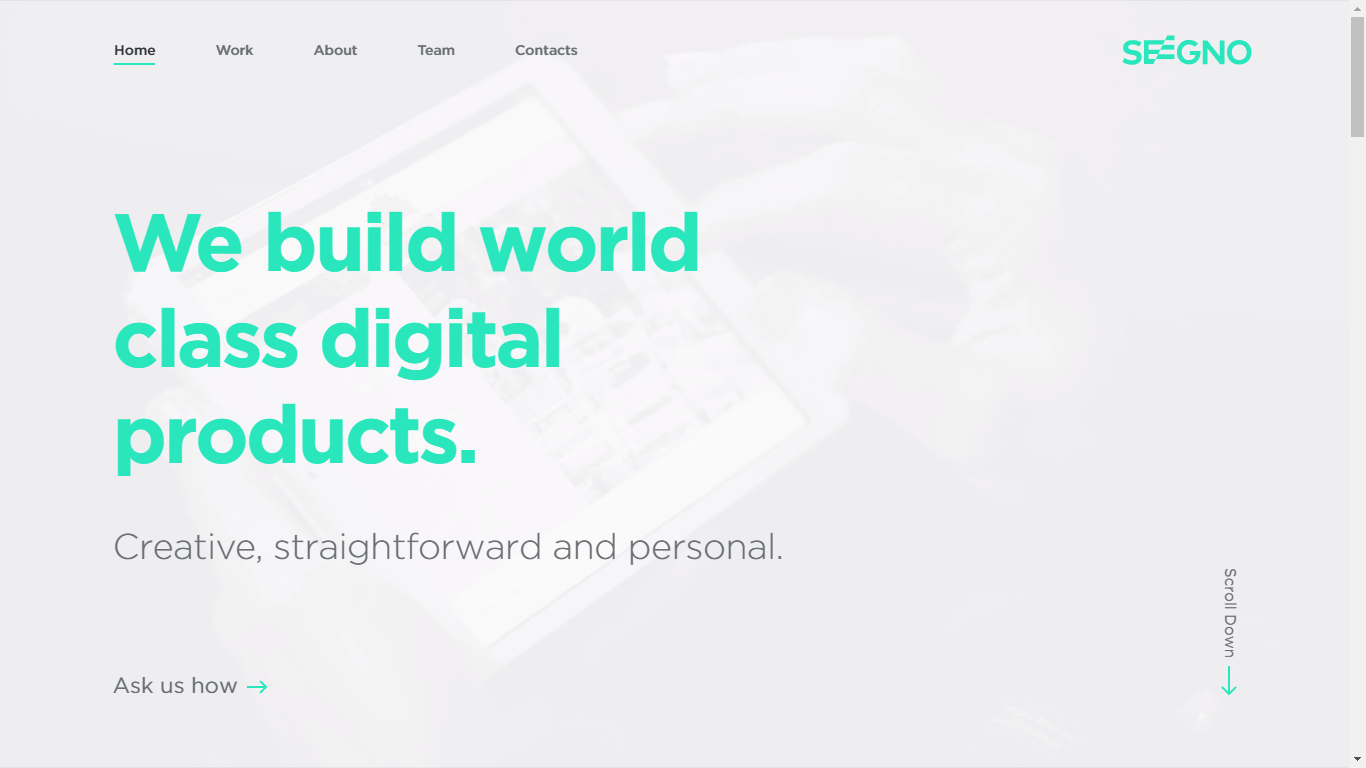 Home Work About Team Contacts
SEEGNO
We build world
class digital
products.
Creative, straightforward and personal.
Scroll Down
Ask us how